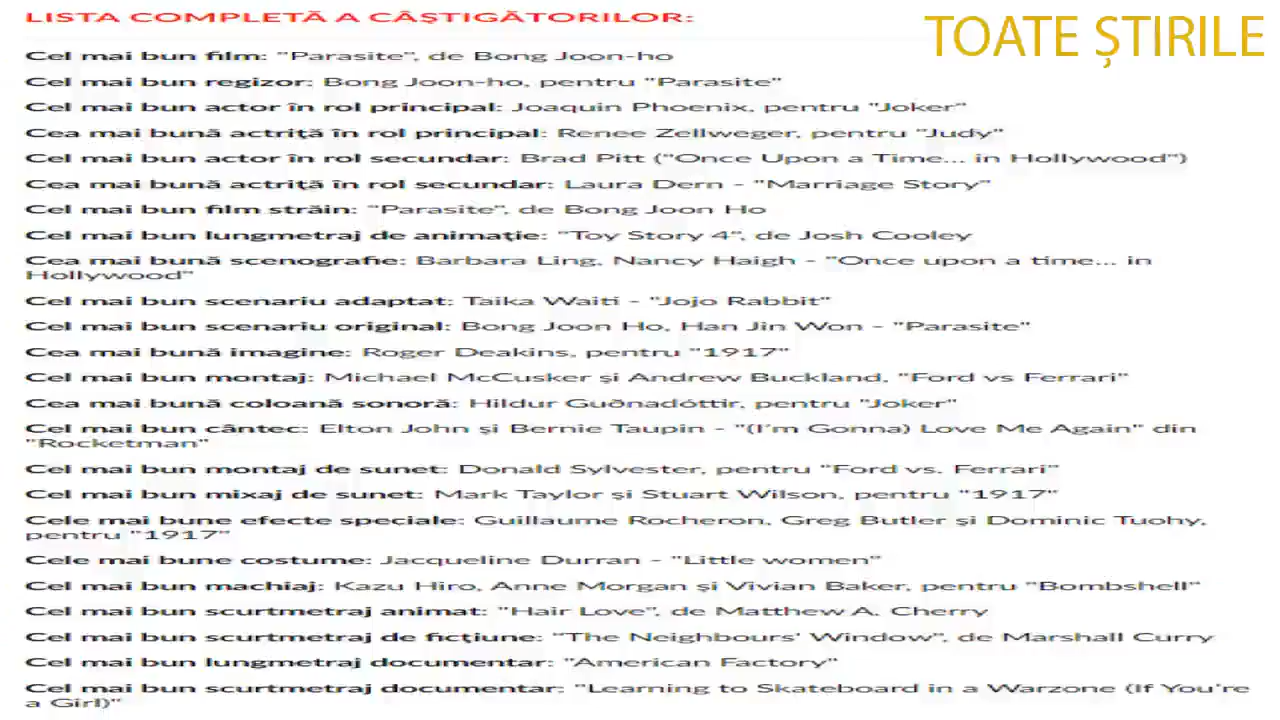 LISTA COMPLETĂ A CÂȘTIGĂTORILOR:
TOATE ȘTIRILE
Cel mai bun film: "Parasite", de Bong Joon-ho
Cel mai bun regizor: Bong Joon-ho, pentru "Parasite"
Cel mai bun actor în rol principal: Joaquin Phoenix, pentru "Joker"
Cea mai bună actriță în rol principal: Renee Zellweger, pentru "Judy"
Cel mai bun actor în rol secundar: Brad Pitt ("Once Upon a Time... in Hollywood")
Cea mai bună actriță în rol secundar: Laura Dern - "Marriage Story"
Cel mai bun film străin: "Parasite", de Bong Joon Ho
Cel mai bun lungmetraj de animaţie: "Toy Story 4", de Josh Cooley
Cea mai bună scenografie: Barbara Ling, Nancy Haigh - "Once upon a time... in
Hollywood"
Cel mai bun scenariu adaptat: Taika Waiti - "Jojo Rabbit"
Cel mai bun scenariu original: Bong Joon Ho, Han Jin Won - "Parasite"
Cea mai bună imagine: Roger Deakins, pentru "1917"
Cel mai bun montaj: Michael McCusker și Andrew Buckland, "Ford vs Ferrari"
Cea mai bună coloană sonoră: Hildur Guðnadóttir, pentru "Joker"
Cel mai bun cântec: Elton John și Bernie Taupin - "(I'm Gonna) Love Me Again" din
"Rocketman"
Cel mai bun montaj de sunet: Donald Sylvester, pentru "Ford vs. Ferrari"
Cel mai bun mixaj de sunet: Mark Taylor și Stuart Wilson, pentru "1917"
Cele mai bune efecte speciale: Guillaume Rocheron, Greg Butler și Dominic Tuohy,
pentru "1917"
Cele mai bune costume: Jacqueline Durran - "Little women"
Cel mai bun machiaj: Kazu Hiro, Anne Morgan și Vivian Baker, pentru "Bombshell"
Cel mai bun scurtmetraj animat: "Hair Love", de Matthew A. Cherry
Cel mai bun scurtmetraj de ficţiune: "The Neighbours' Window", de Marshall Curry
Cel mai bun lungmetraj documentar: "American Factory"
Cel mai bun scurtmetraj documentar: "Learning to Skateboard in a Warzone (If You're
a Girl)"